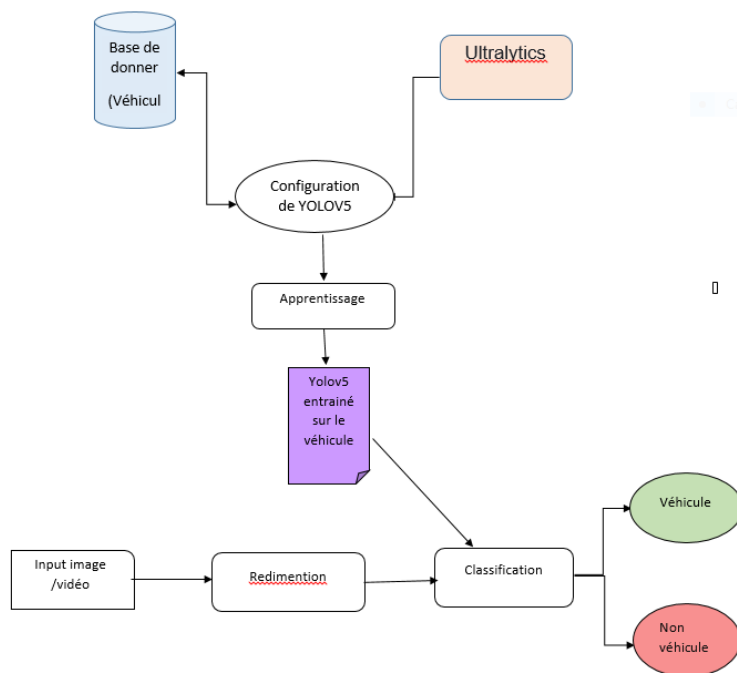 Base de
donner
(Véhicul
Ultralytics
Configuration
de YOLOV5
Apprentissage
Yolov5
entrainé
sur le
véhicule
Véhicule
Input image
/vidéo
Redimention
Classification
Non
véhicule